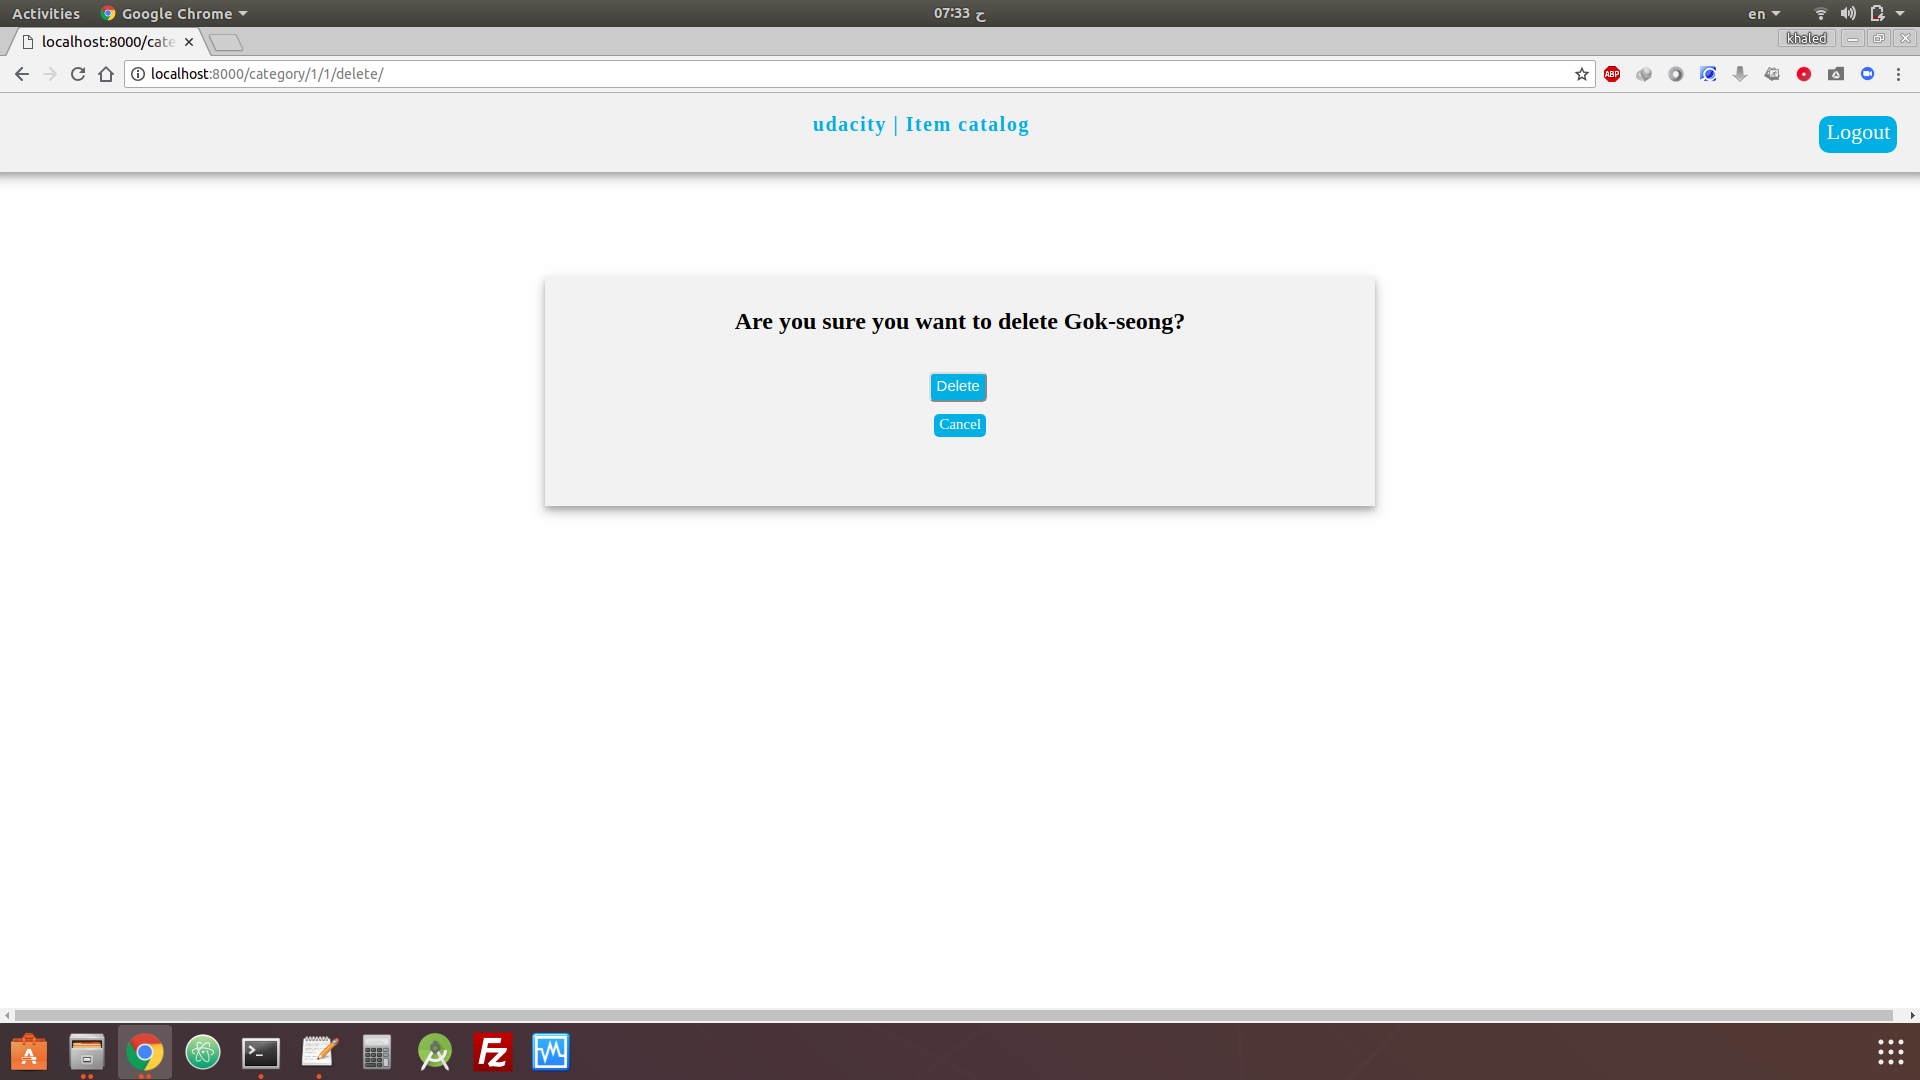 Activities Google Chrome 07:33 ح en
localhost:8000/cate khaled
localhost:8000/category/1/1/delete/ ABP
udacity | Item catalog
Logout
Are you sure you want to delete Gok-seong?
Delete
Cancel